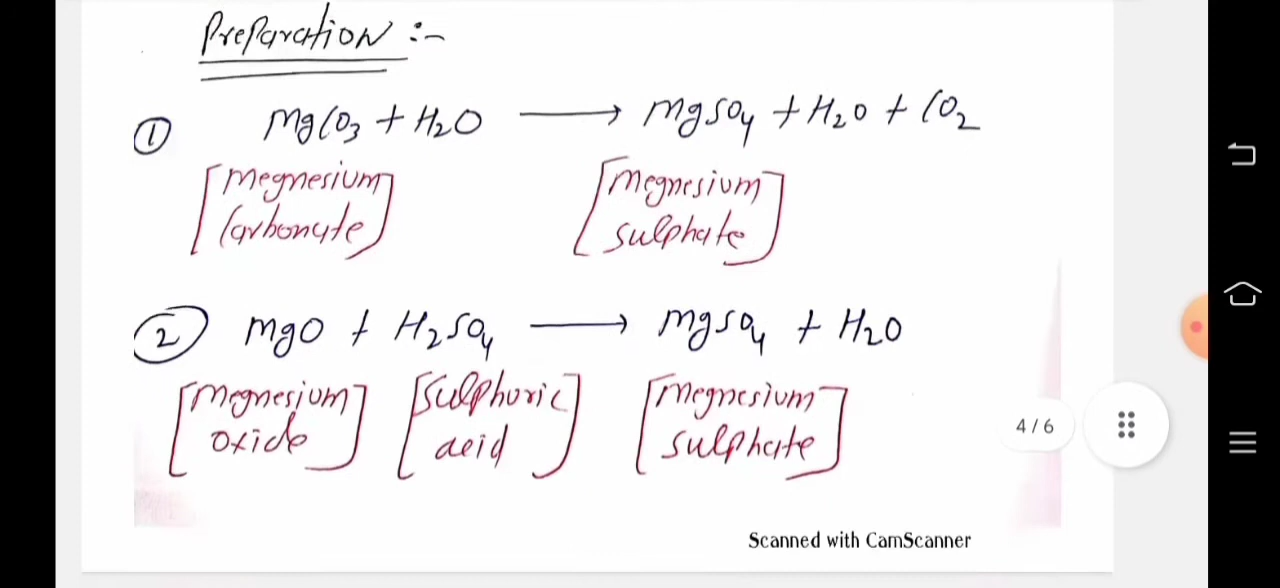 Preparation :-
① MgCO3 + H2O ⟶ MgSO4 + H2O + CO2
[Megnesium Carbonate] [Megnesium sulphate]
② MgO + H2SO4 ⟶ MgSO4 + H2O
[Megnesium oxide] [Sulphuric acid] [Megnesium sulphate]
4/6
Scanned with CamScanner